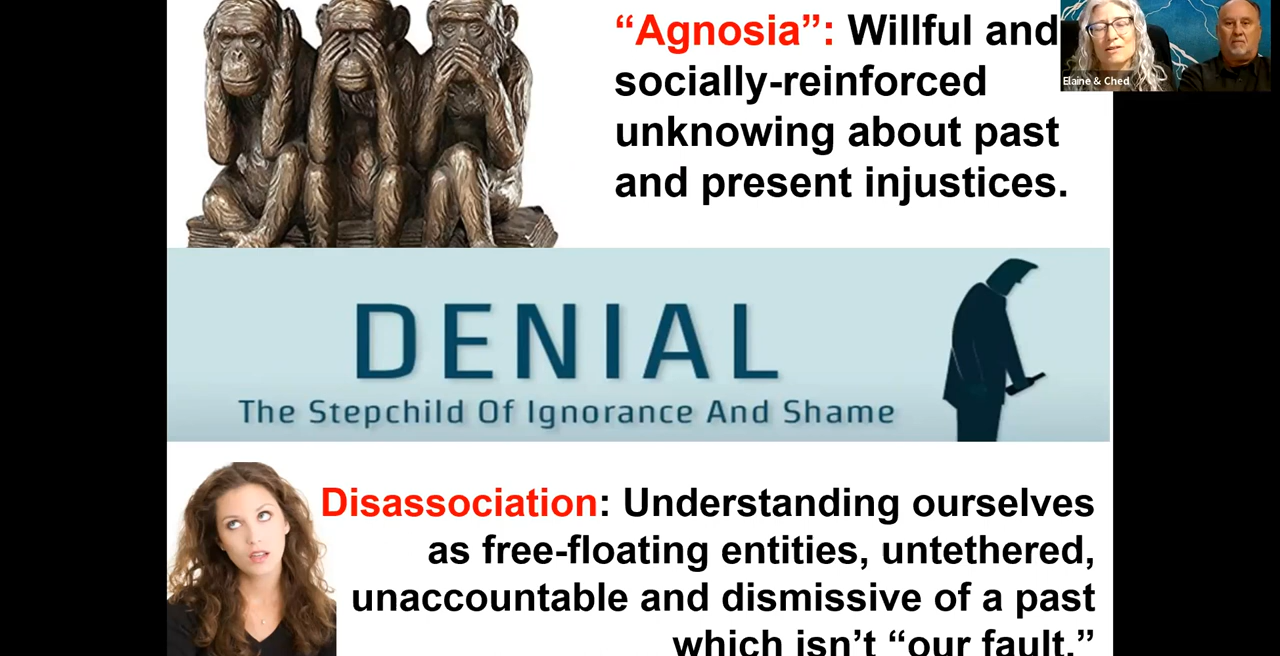 “Agnosia”: Willful and
socially-reinforced
unknowing about past
and present injustices.
Elaine & Ched
DENIAL
The Stepchild Of Ignorance And Shame
Disassociation: Understanding ourselves
as free-floating entities, untethered,
unaccountable and dismissive of a past
which isn’t “our fault.”